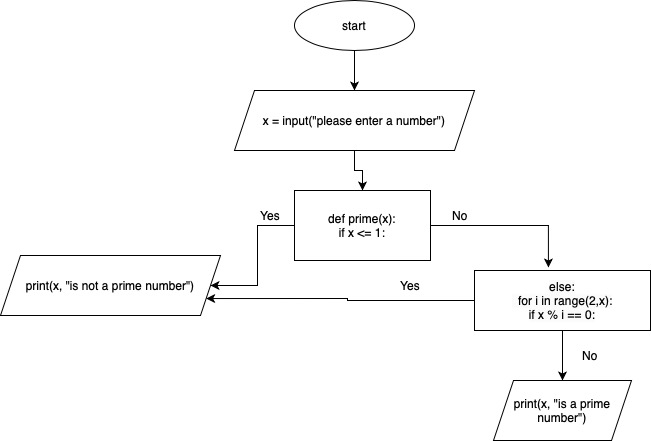 start
x = input("please enter a number")
def prime(x):
if x <= 1:
Yes
No
print(x, "is not a prime number")
Yes
else:
for i in range(2,x):
if x % i == 0:
No
print(x, "is a prime
number")